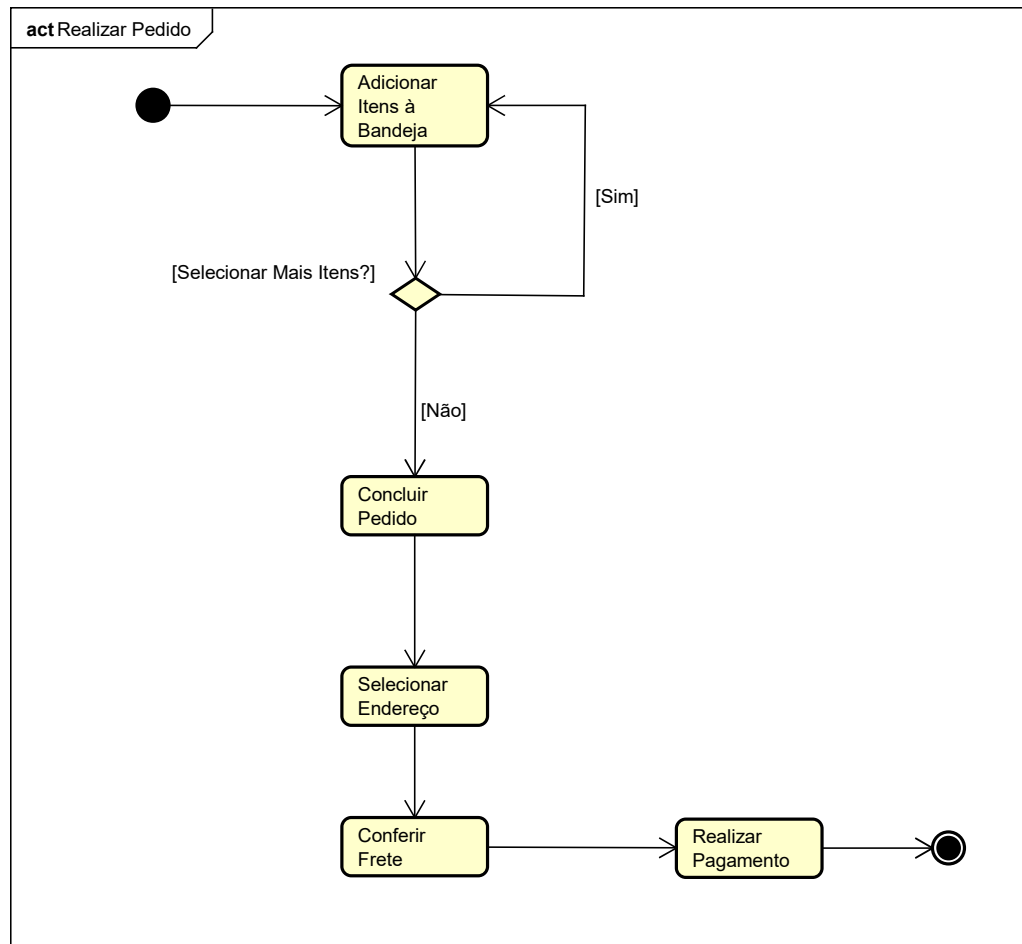 act Realizar Pedido
Adicionar
Itens à
Bandeja
[Sim]
[Selecionar Mais Itens?]
[Não]
Concluir
Pedido
Selecionar
Endereço
Conferir
Frete
Realizar
Pagamento